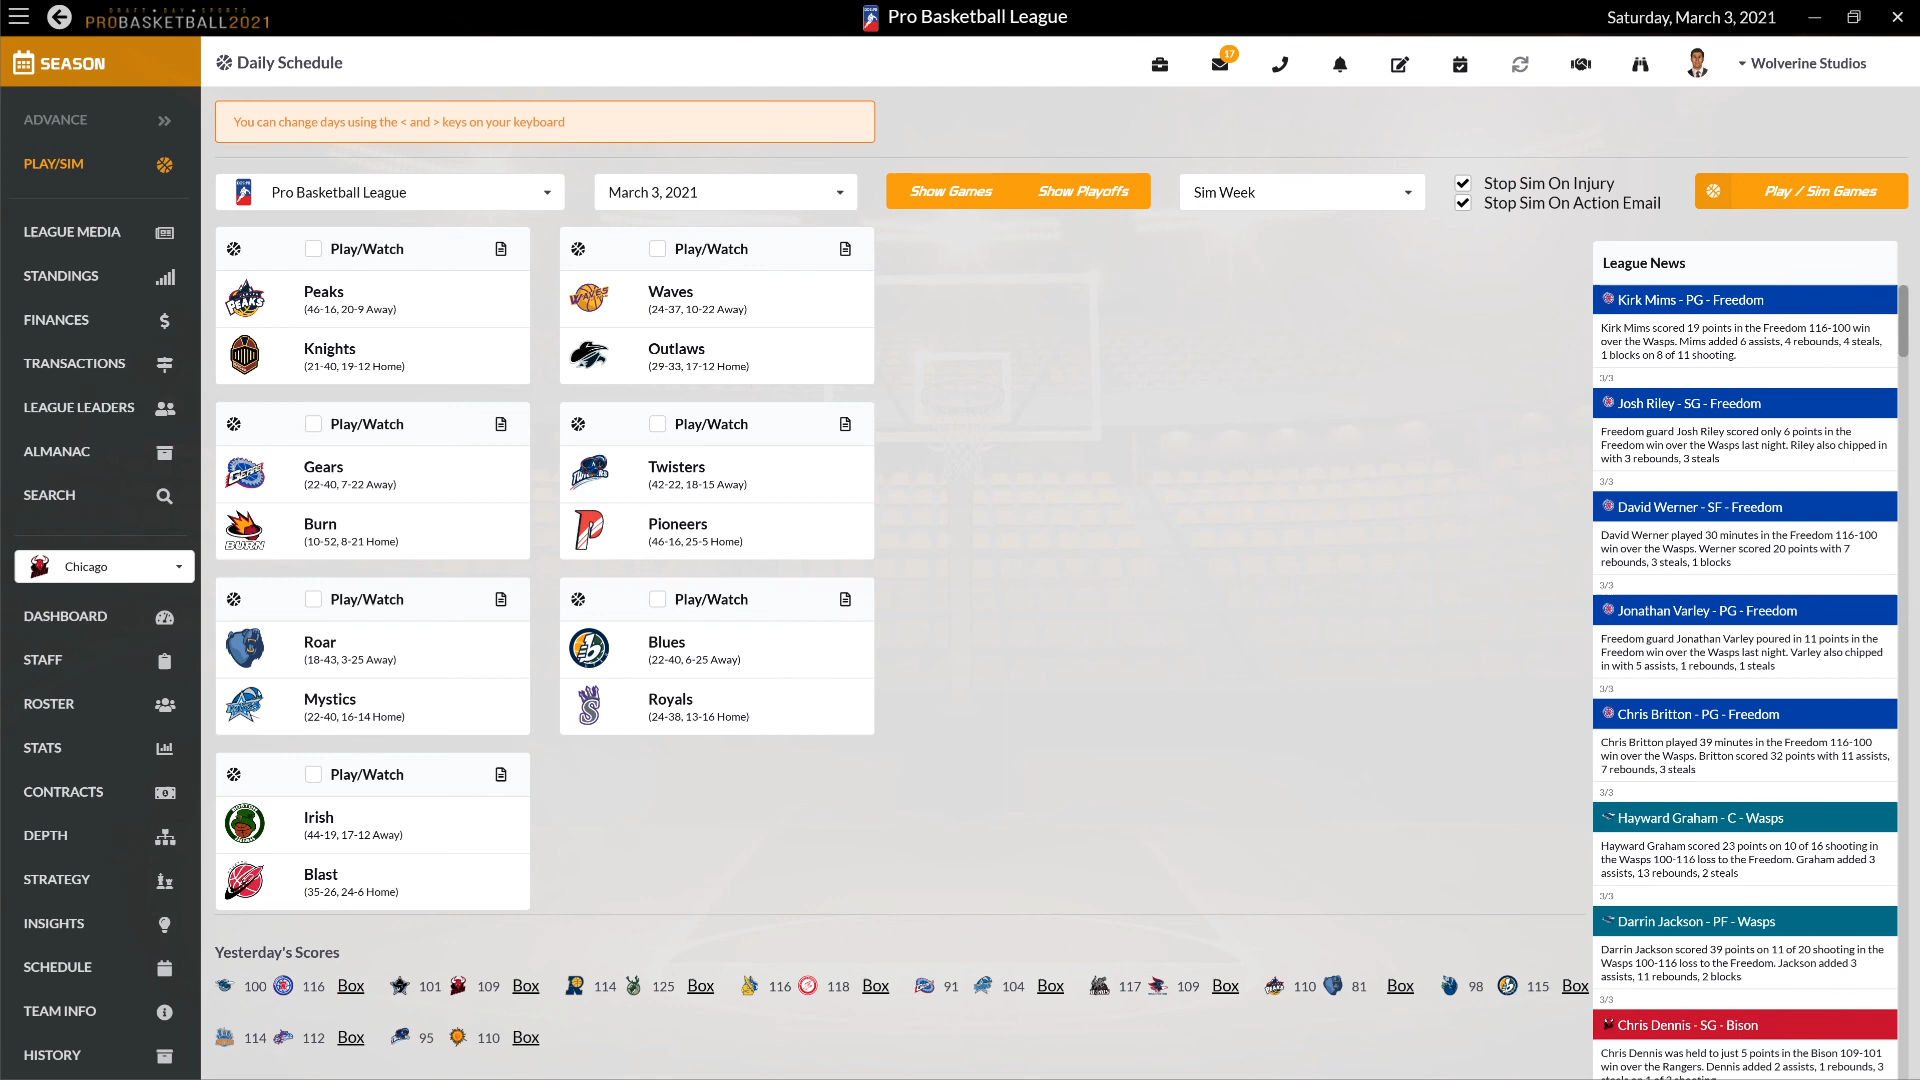 DRAFT DAY SPORTS
PROBASKETBALL2021
Pro Basketball League
Saturday, March 3, 2021
SEASON
Daily Schedule
17
Wolverine Studios
ADVANCE
PLAY/SIM
LEAGUE MEDIA
STANDINGS
FINANCES
TRANSACTIONS
LEAGUE LEADERS
ALMANAC
SEARCH
Chicago
DASHBOARD
STAFF
ROSTER
STATS
CONTRACTS
DEPTH
STRATEGY
INSIGHTS
SCHEDULE
TEAM INFO
HISTORY
You can change days using the < and > keys on your keyboard
Pro Basketball League
March 3, 2021
Show Games
Show Playoffs
Sim Week
Stop Sim On Injury
Stop Sim On Action Email
Play / Sim Games
Play/Watch
Peaks
(46-16, 20-9 Away)
Knights
(21-40, 19-12 Home)
Play/Watch
Waves
(24-37, 10-22 Away)
Outlaws
(29-33, 17-12 Home)
Play/Watch
Gears
(22-40, 7-22 Away)
Burn
(10-52, 8-21 Home)
Play/Watch
Twisters
(42-22, 18-15 Away)
Pioneers
(46-16, 25-5 Home)
Play/Watch
Roar
(18-43, 3-25 Away)
Mystics
(22-40, 16-14 Home)
Play/Watch
Blues
(22-40, 6-25 Away)
Royals
(24-38, 13-16 Home)
Play/Watch
Irish
(44-19, 17-12 Away)
Blast
(35-26, 24-6 Home)
Yesterday's Scores
100 116 Box 101 109 Box 114 125 Box 116 118 Box 91 104 Box 117 109 Box 110 81 Box 98 115 Box
114 112 Box 95 110 Box
League News
Kirk Mims - PG - Freedom
Kirk Mims scored 19 points in the Freedom 116-100 win
over the Wasps. Mims added 6 assists, 4 rebounds, 4 steals,
1 blocks on 8 of 11 shooting.
3/3
Josh Riley - SG - Freedom
Freedom guard Josh Riley scored only 6 points in the
Freedom win over the Wasps last night. Riley also chipped in
with 3 rebounds, 3 steals
3/3
David Werner - SF - Freedom
David Werner played 30 minutes in the Freedom 116-100
win over the Wasps. Werner scored 20 points with 7
rebounds, 3 steals, 1 blocks
3/3
Jonathan Varley - PG - Freedom
Freedom guard Jonathan Varley poured in 11 points in the
Freedom win over the Wasps last night. Varley also chipped
in with 5 assists, 1 rebounds, 1 steals
3/3
Chris Britton - PG - Freedom
Chris Britton played 39 minutes in the Freedom 116-100
win over the Wasps. Britton scored 32 points with 11 assists,
7 rebounds, 3 steals
3/3
Hayward Graham - C - Wasps
Hayward Graham scored 23 points on 10 of 16 shooting in
the Wasps 100-116 loss to the Freedom. Graham added 3
assists, 13 rebounds, 2 steals
3/3
Darrin Jackson - PF - Wasps
Darrin Jackson scored 39 points on 11 of 20 shooting in the
Wasps 100-116 loss to the Freedom. Jackson added 3
assists, 11 rebounds, 2 blocks
3/3
Chris Dennis - SG - Bison
Chris Dennis was held to just 5 points in the Bison 109-101
win over the Rangers. Dennis added 2 assists, 1 rebounds, 3